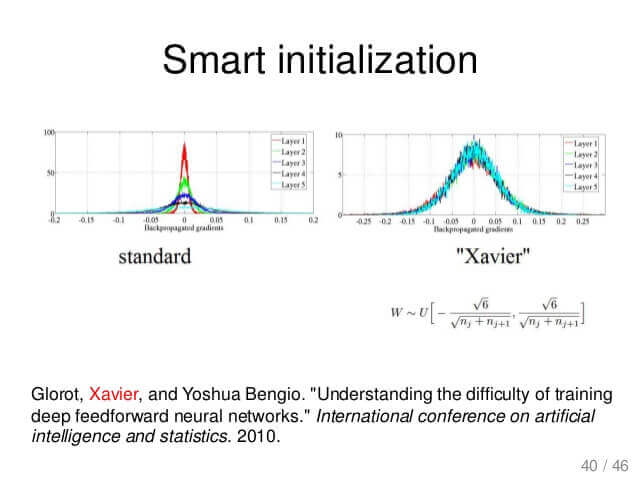 Smart initialization
100
50
0
-0.2 -0.15 -0.1 -0.05 0 0.05 0.1 0.15 0.2
Backpropagated gradients
Layer 1
Layer 2
Layer 3
Layer 4
Layer 5
standard
10
5
0
-0.25 -0.2 -0.15 -0.1 -0.05 0 0.05 0.1 0.15 0.2 0.25
Backpropagated gradients
Layer 1
Layer 2
Layer 3
Layer 4
Layer 5
"Xavier"
W ∼ U[ − √6 / √(n_j + n_{j+1}) , √6 / √(n_j + n_{j+1}) ]
Glorot, Xavier, and Yoshua Bengio. "Understanding the difficulty of training
deep feedforward neural networks." International conference on artificial
intelligence and statistics. 2010.
40 / 46